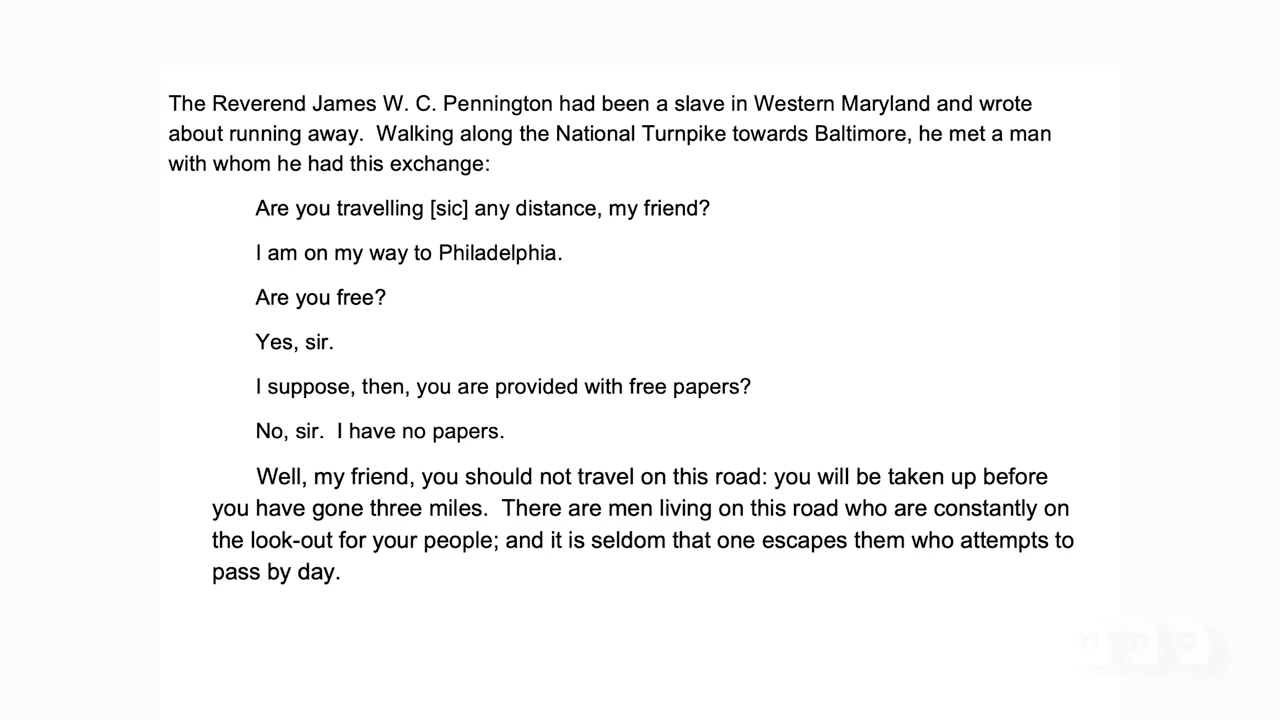 The Reverend James W. C. Pennington had been a slave in Western Maryland and wrote
about running away.  Walking along the National Turnpike towards Baltimore, he met a man
with whom he had this exchange:
Are you travelling [sic] any distance, my friend?
I am on my way to Philadelphia.
Are you free?
Yes, sir.
I suppose, then, you are provided with free papers?
No, sir.  I have no papers.
Well, my friend, you should not travel on this road: you will be taken up before
you have gone three miles.  There are men living on this road who are constantly on
the look-out for your people; and it is seldom that one escapes them who attempts to
pass by day.